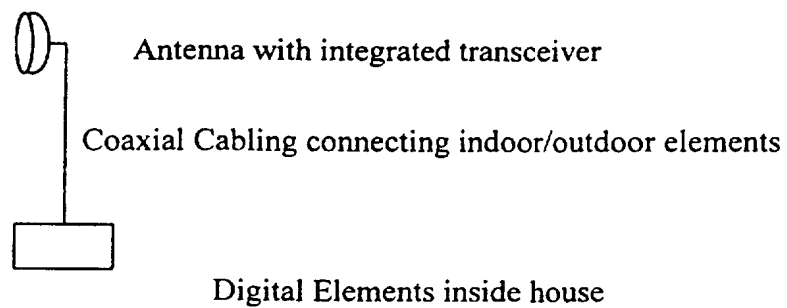 Antenna with integrated transceiver
Coaxial Cabling connecting indoor/outdoor elements
Digital Elements inside house